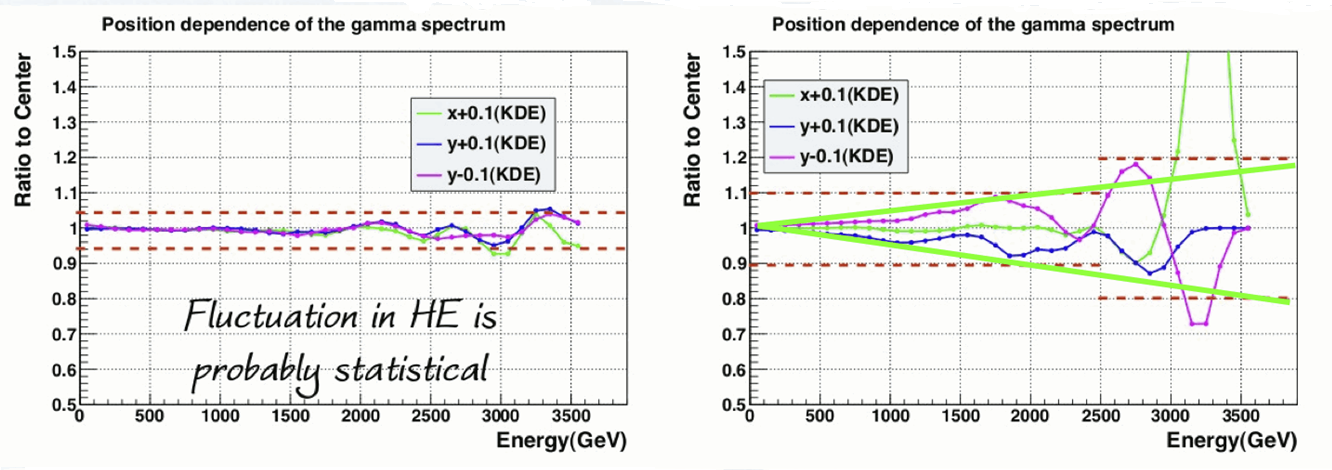 Position dependence of the gamma spectrum
Ratio to Center
1.5
1.4
1.3
1.2
1.1
1
0.9
0.8
0.7
0.6
0.5
x+0.1(KDE)
y+0.1(KDE)
y-0.1(KDE)
Fluctuation in HE is
probably statistical
0 500 1000 1500 2000 2500 3000 3500
Energy(GeV)
Position dependence of the gamma spectrum
Ratio to Center
1.5
1.4
1.3
1.2
1.1
1
0.9
0.8
0.7
0.6
0.5
x+0.1(KDE)
y+0.1(KDE)
y-0.1(KDE)
0 500 1000 1500 2000 2500 3000 3500
Energy(GeV)